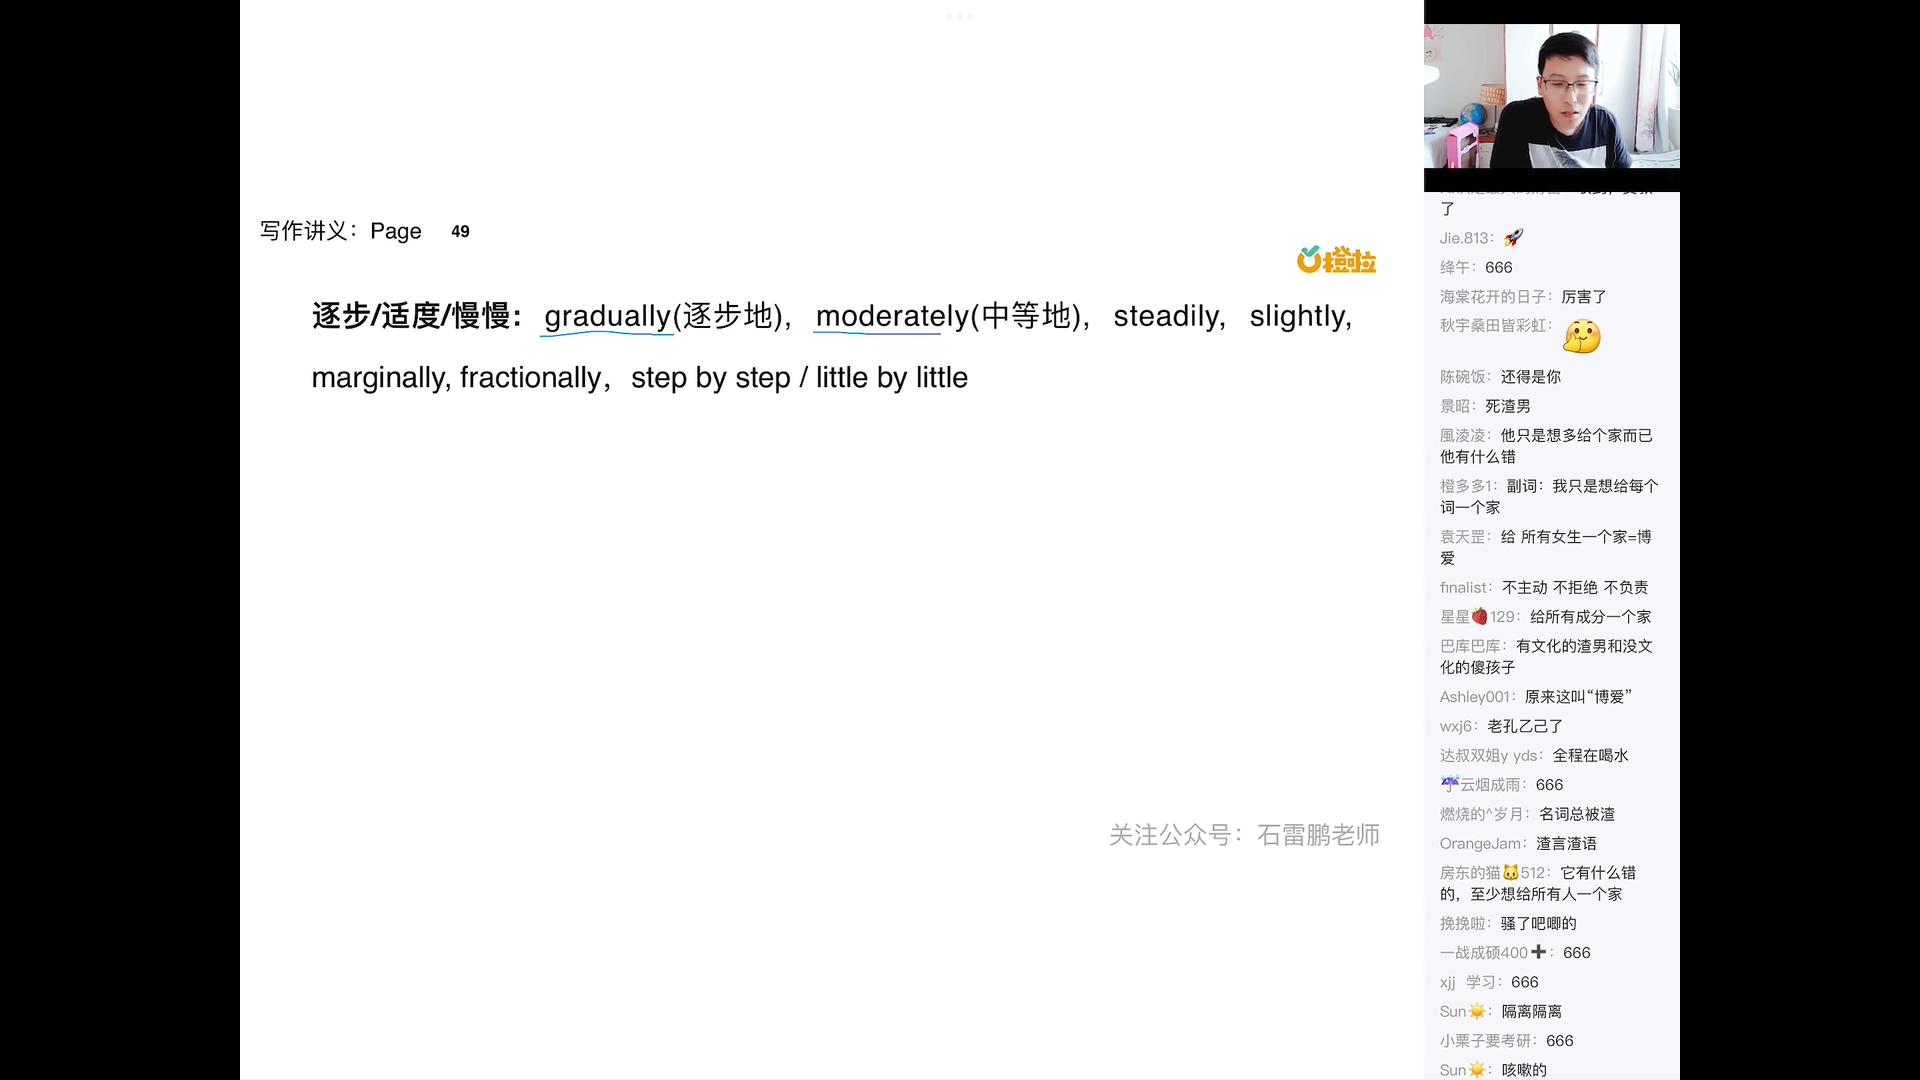 写作讲义：Page 49
橙啦
逐步/适度/慢慢：gradually(逐步地)，moderately(中等地)，steadily，slightly,
marginally, fractionally，step by step / little by little
关注公众号：石雷鹏老师
了
Jie.813：🚀
绛午：666
海棠花开的日子：厉害了
秋宇桑田皆彩虹：
陈碗饭：还得是你
景昭：死渣男
風淩凌：他只是想多给个家而已
他有什么错
橙多多1：副词：我只是想给每个
词一个家
袁天罡：给 所有女生一个家=博
爱
finalist：不主动 不拒绝 不负责
星星🍓129：给所有成分一个家
巴库巴库：有文化的渣男和没文
化的傻孩子
Ashley001：原来这叫“博爱”
wxj6：老孔乙己了
达叔双姐y yds：全程在喝水
☔云烟成雨：666
燃烧的^岁月：名词总被渣
OrangeJam：渣言渣语
房东的猫🐱512：它有什么错
的，至少想给所有人一个家
挽挽啦：骚了吧唧的
一战成硕400➕：666
xjj 学习：666
Sun☀️：隔离隔离
小栗子要考研：666
Sun☀️：咳嗽的